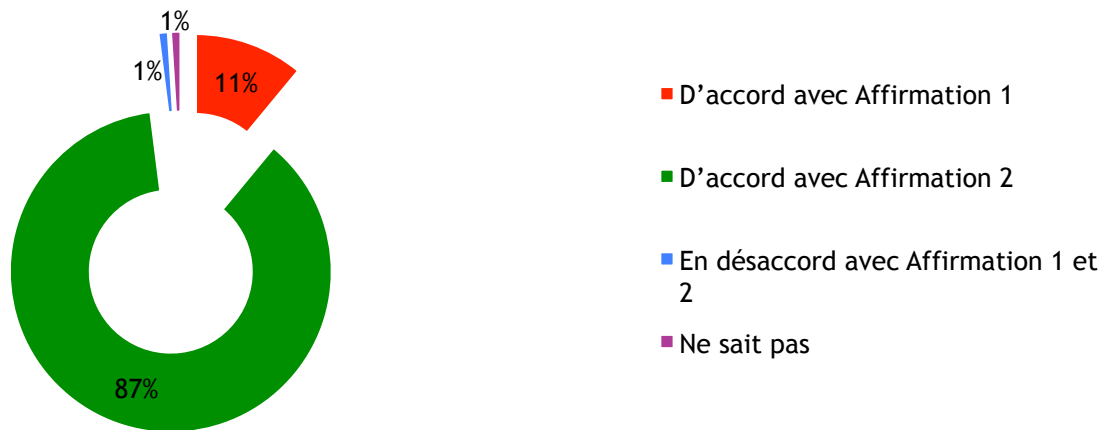 1%
1%
11%
D’accord avec Affirmation 1
D’accord avec Affirmation 2
En désaccord avec Affirmation 1 et
2
Ne sait pas
87%